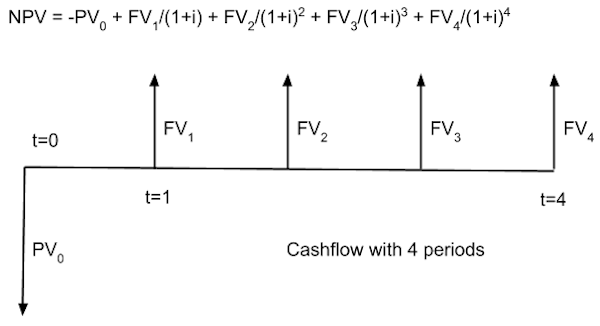 NPV = -PV₀ + FV₁/(1+i) + FV₂/(1+i)² + FV₃/(1+i)³ + FV₄/(1+i)⁴
t=0
FV₁
FV₂
FV₃
FV₄
t=1
t=4
PV₀
Cashflow with 4 periods